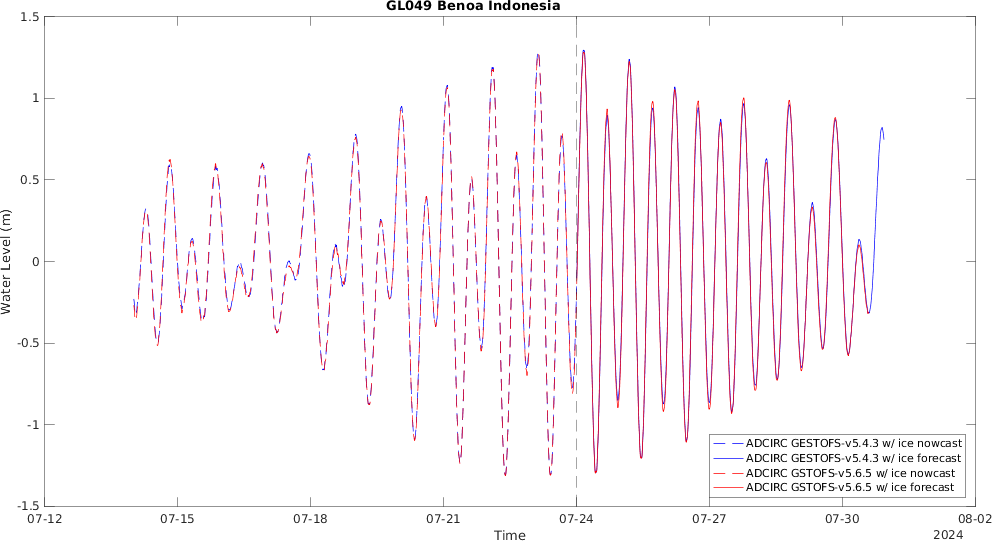 GL049 Benoa Indonesia
1.5
1
0.5
0
-0.5
-1
-1.5
Water Level (m)
ADCIRC GESTOFS-v5.4.3 w/ ice nowcast
ADCIRC GESTOFS-v5.4.3 w/ ice forecast
ADCIRC GSTOFS-v5.6.5 w/ ice nowcast
ADCIRC GSTOFS-v5.6.5 w/ ice forecast
07-12 07-15 07-18 07-21 07-24 07-27 07-30 08-02
Time
2024